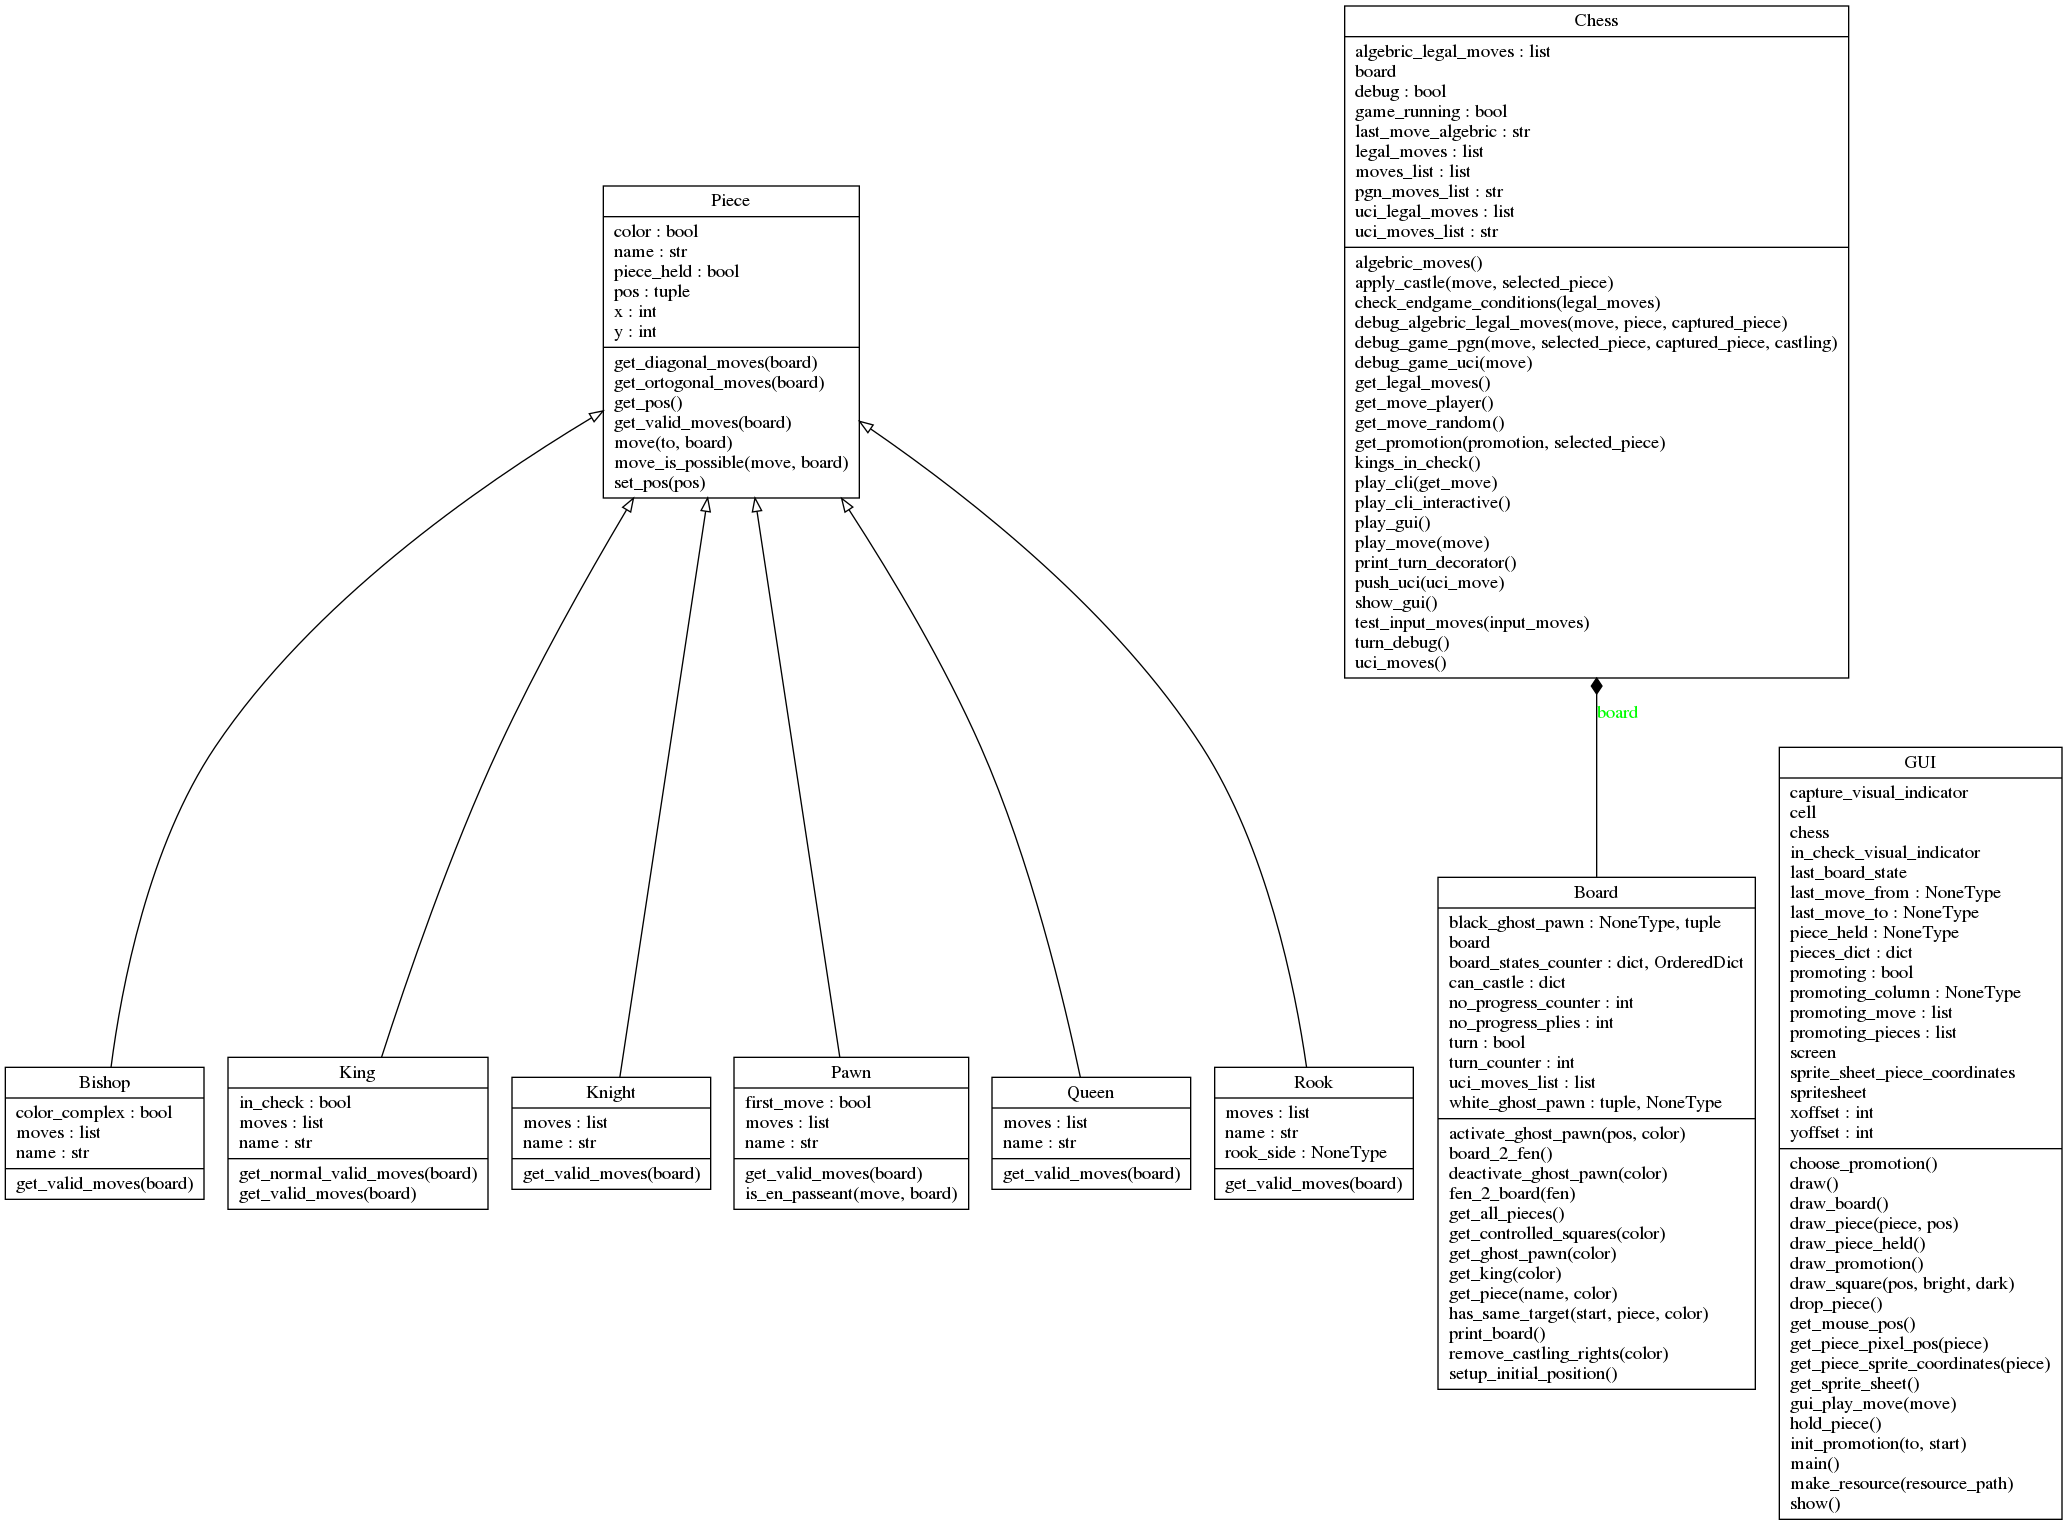 Chess
algebric_legal_moves : list
board
debug : bool
game_running : bool
last_move_algebric : str
legal_moves : list
moves_list : list
pgn_moves_list : str
uci_legal_moves : list
uci_moves_list : str
algebric_moves()
apply_castle(move, selected_piece)
check_endgame_conditions(legal_moves)
debug_algebric_legal_moves(move, piece, captured_piece)
debug_game_pgn(move, selected_piece, captured_piece, castling)
debug_game_uci(move)
get_legal_moves()
get_move_player()
get_move_random()
get_promotion(promotion, selected_piece)
kings_in_check()
play_cli(get_move)
play_cli_interactive()
play_gui()
play_move(move)
print_turn_decorator()
push_uci(uci_move)
show_gui()
test_input_moves(input_moves)
turn_debug()
uci_moves()
Piece
color : bool
name : str
piece_held : bool
pos : tuple
x : int
y : int
get_diagonal_moves(board)
get_ortogonal_moves(board)
get_pos()
get_valid_moves(board)
move(to, board)
move_is_possible(move, board)
set_pos(pos)
board
Bishop
color_complex : bool
moves : list
name : str
get_valid_moves(board)
King
in_check : bool
moves : list
name : str
get_normal_valid_moves(board)
get_valid_moves(board)
Knight
moves : list
name : str
get_valid_moves(board)
Pawn
first_move : bool
moves : list
name : str
get_valid_moves(board)
is_en_passeant(move, board)
Queen
moves : list
name : str
get_valid_moves(board)
Rook
moves : list
name : str
rook_side : NoneType
get_valid_moves(board)
Board
black_ghost_pawn : NoneType, tuple
board
board_states_counter : dict, OrderedDict
can_castle : dict
no_progress_counter : int
no_progress_plies : int
turn : bool
turn_counter : int
uci_moves_list : list
white_ghost_pawn : tuple, NoneType
activate_ghost_pawn(pos, color)
board_2_fen()
deactivate_ghost_pawn(color)
fen_2_board(fen)
get_all_pieces()
get_controlled_squares(color)
get_ghost_pawn(color)
get_king(color)
get_piece(name, color)
has_same_target(start, piece, color)
print_board()
remove_castling_rights(color)
setup_initial_position()
GUI
capture_visual_indicator
cell
chess
in_check_visual_indicator
last_board_state
last_move_from : NoneType
last_move_to : NoneType
piece_held : NoneType
pieces_dict : dict
promoting : bool
promoting_column : NoneType
promoting_move : list
promoting_pieces : list
screen
sprite_sheet_piece_coordinates
spritesheet
xoffset : int
yoffset : int
choose_promotion()
draw()
draw_board()
draw_piece(piece, pos)
draw_piece_held()
draw_promotion()
draw_square(pos, bright, dark)
drop_piece()
get_mouse_pos()
get_piece_pixel_pos(piece)
get_piece_sprite_coordinates(piece)
get_sprite_sheet()
gui_play_move(move)
hold_piece()
init_promotion(to, start)
main()
make_resource(resource_path)
show()